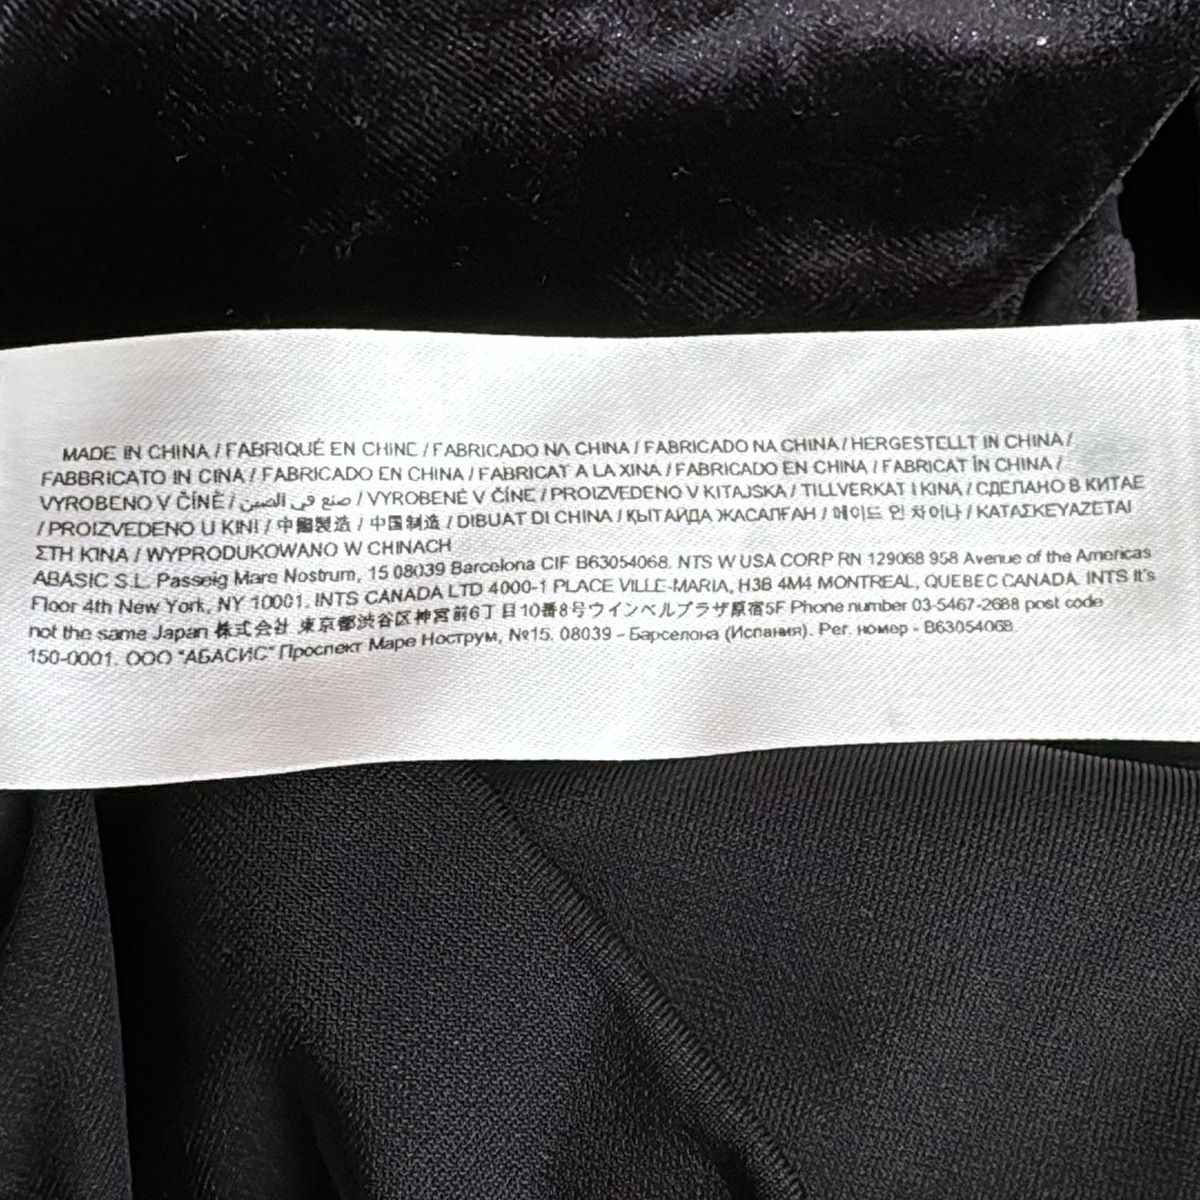 MADE IN CHINA / FABRIQUÉ EN CHINE / FABRICADO NA CHINA / FABRICADO NA CHINA / HERGESTELLT IN CHINA /
FABBRICATO IN CINA / FABRICADO EN CHINA / FABRICAT A LA XINA / FABRICADO EN CHINA / FABRICAT ÎN CHINA /
VYROBENO V ČÍNĚ / صنع في الصين / VYROBENÉ V ČÍNE / PROIZVEDENO V KITAJSKA / TILLVERKAT I KINA / СДЕЛАНО В КИТАЕ
/ PROIZVEDENO U KINI / 中國製造 / 中国制造 / DIBUAT DI CHINA / ҚЫТАЙДА ЖАСАЛҒАН / 메이드 인 차이나 / ΚΑΤΑΣΚΕΥΑΖΕΤΑΙ
ΣΤΗ ΚΙΝΑ / WYPRODUKOWANO W CHINACH
ABASIC S.L. Passeig Mare Nostrum, 15 08039 Barcelona CIF B63054068. NTS W USA CORP RN 129068 958 Avenue of the Americas
Floor 4th New York, NY 10001. INTS CANADA LTD 4000-1 PLACE VILLE-MARIA, H3B 4M4 MONTREAL, QUEBEC CANADA. INTS It's
not the same Japan 株式会社 東京都渋谷区神宮前6丁目10番8号ウインベルプラザ原宿5F Phone number 03-5467-2688 post code
150-0001. ООО "АБАСИС" Проспект Маре Нострум, №15. 08039 - Барселона (Испания). Рег. номер - B63054068